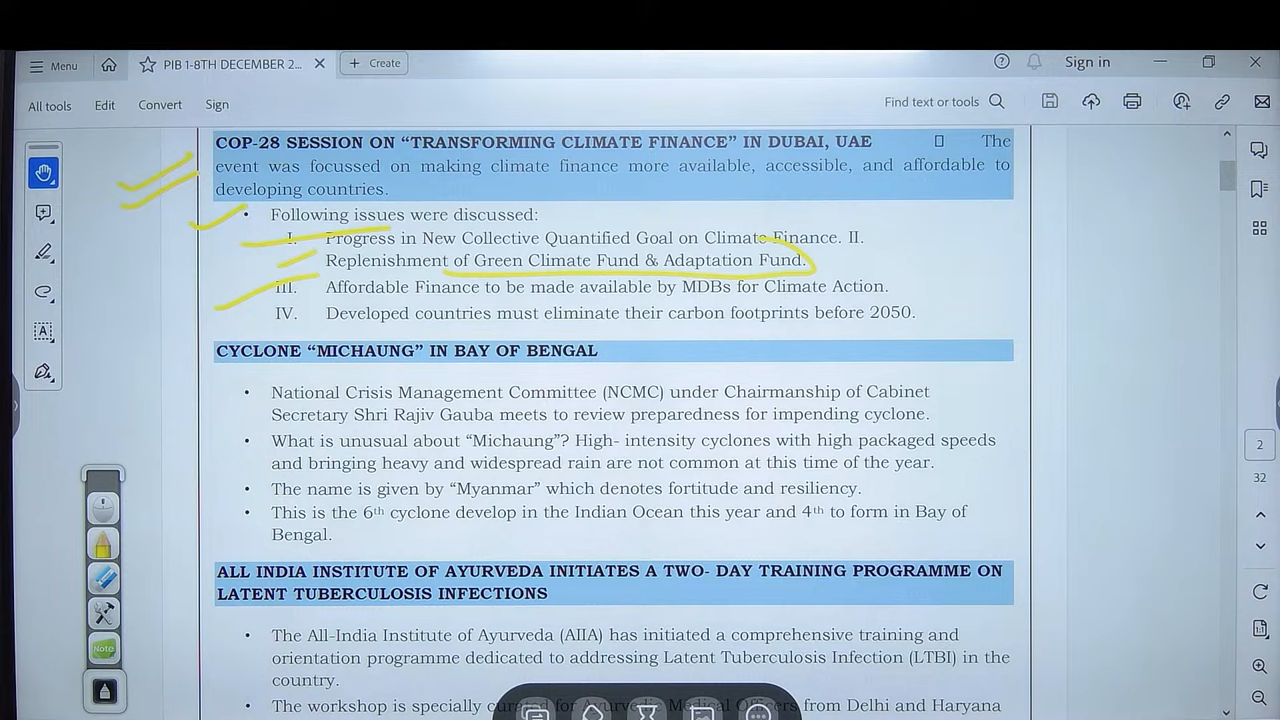 Menu
PIB 1-8TH DECEMBER 2...
Create
Sign in
All tools
Edit
Convert
Sign
Find text or tools
COP-28 SESSION ON “TRANSFORMING CLIMATE FINANCE” IN DUBAI, UAE The
event was focussed on making climate finance more available, accessible, and affordable to
developing countries.
• Following issues were discussed:
I. Progress in New Collective Quantified Goal on Climate Finance. II.
Replenishment of Green Climate Fund & Adaptation Fund.
III. Affordable Finance to be made available by MDBs for Climate Action.
IV. Developed countries must eliminate their carbon footprints before 2050.
CYCLONE “MICHAUNG” IN BAY OF BENGAL
• National Crisis Management Committee (NCMC) under Chairmanship of Cabinet
Secretary Shri Rajiv Gauba meets to review preparedness for impending cyclone.
• What is unusual about “Michaung”? High- intensity cyclones with high packaged speeds
and bringing heavy and widespread rain are not common at this time of the year.
• The name is given by “Myanmar” which denotes fortitude and resiliency.
• This is the 6th cyclone develop in the Indian Ocean this year and 4th to form in Bay of
Bengal.
ALL INDIA INSTITUTE OF AYURVEDA INITIATES A TWO- DAY TRAINING PROGRAMME ON
LATENT TUBERCULOSIS INFECTIONS
• The All-India Institute of Ayurveda (AIIA) has initiated a comprehensive training and
orientation programme dedicated to addressing Latent Tuberculosis Infection (LTBI) in the
country.
• The workshop is specially curated for Ayurvedic Medical Officers from Delhi and Haryana
2
32
Note